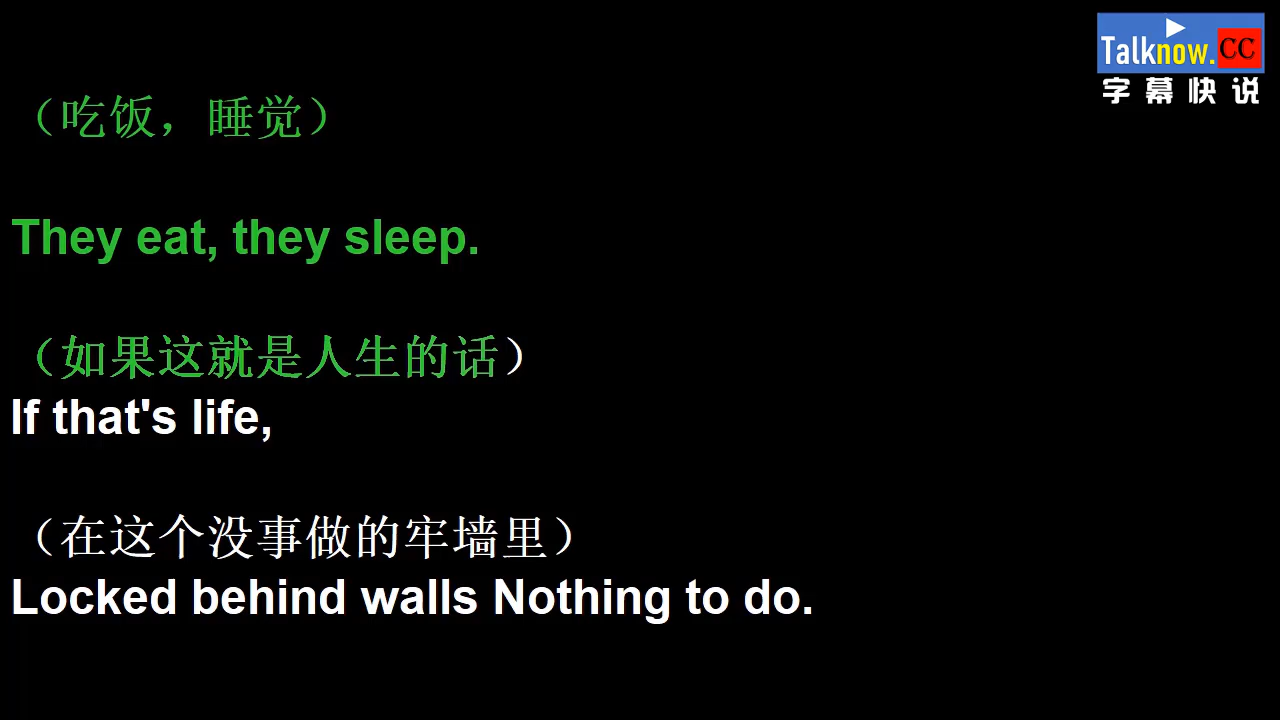 Talknow.CC
字幕快说
（吃饭，睡觉）
They eat, they sleep.
（如果这就是人生的话）
If that's life,
（在这个没事做的牢墙里）
Locked behind walls Nothing to do.